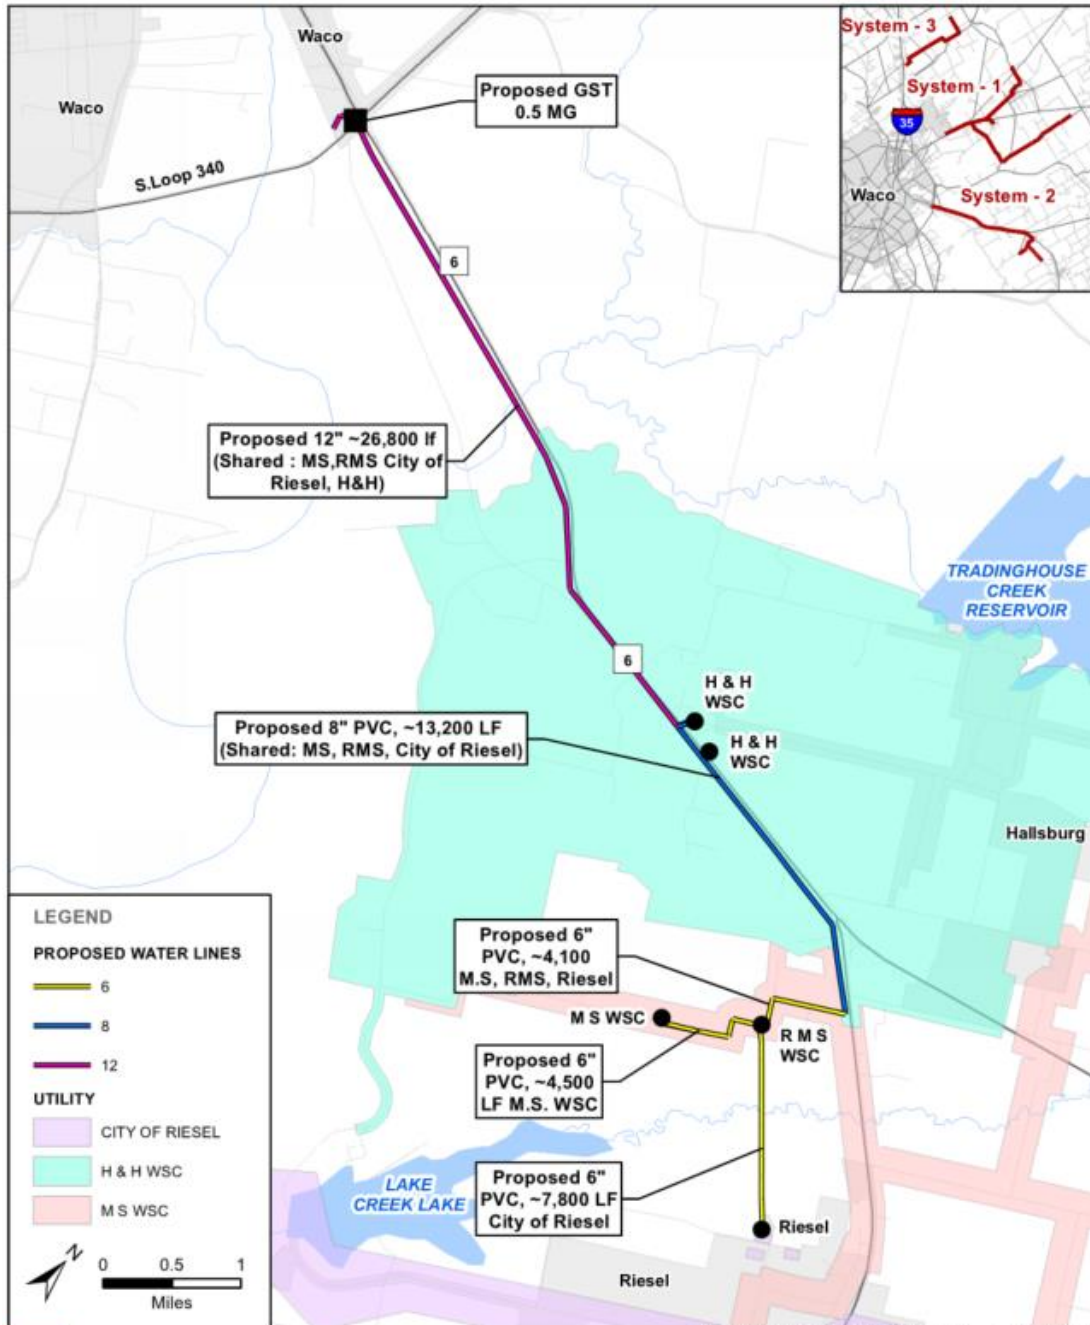 Waco
Waco
S.Loop 340
Proposed GST
0.5 MG
System - 3
System - 1
35
Waco
System - 2
6
Proposed 12" ~26,800 lf
(Shared : MS,RMS City of
Riesel, H&H)
TRADINGHOUSE
CREEK
RESERVOIR
6
H & H
WSC
Proposed 8" PVC, ~13,200 LF
(Shared: MS, RMS, City of Riesel)
H & H
WSC
Hallsburg
Proposed 6"
PVC, ~4,100
M.S, RMS, Riesel
M S WSC
R M S
WSC
Proposed 6"
PVC, ~4,500
LF M.S. WSC
LAKE
CREEK LAKE
Proposed 6"
PVC, ~7,800 LF
City of Riesel
Riesel
Riesel
LEGEND
PROPOSED WATER LINES
6
8
12
UTILITY
CITY OF RIESEL
H & H WSC
M S WSC
N
0 0.5 1
Miles